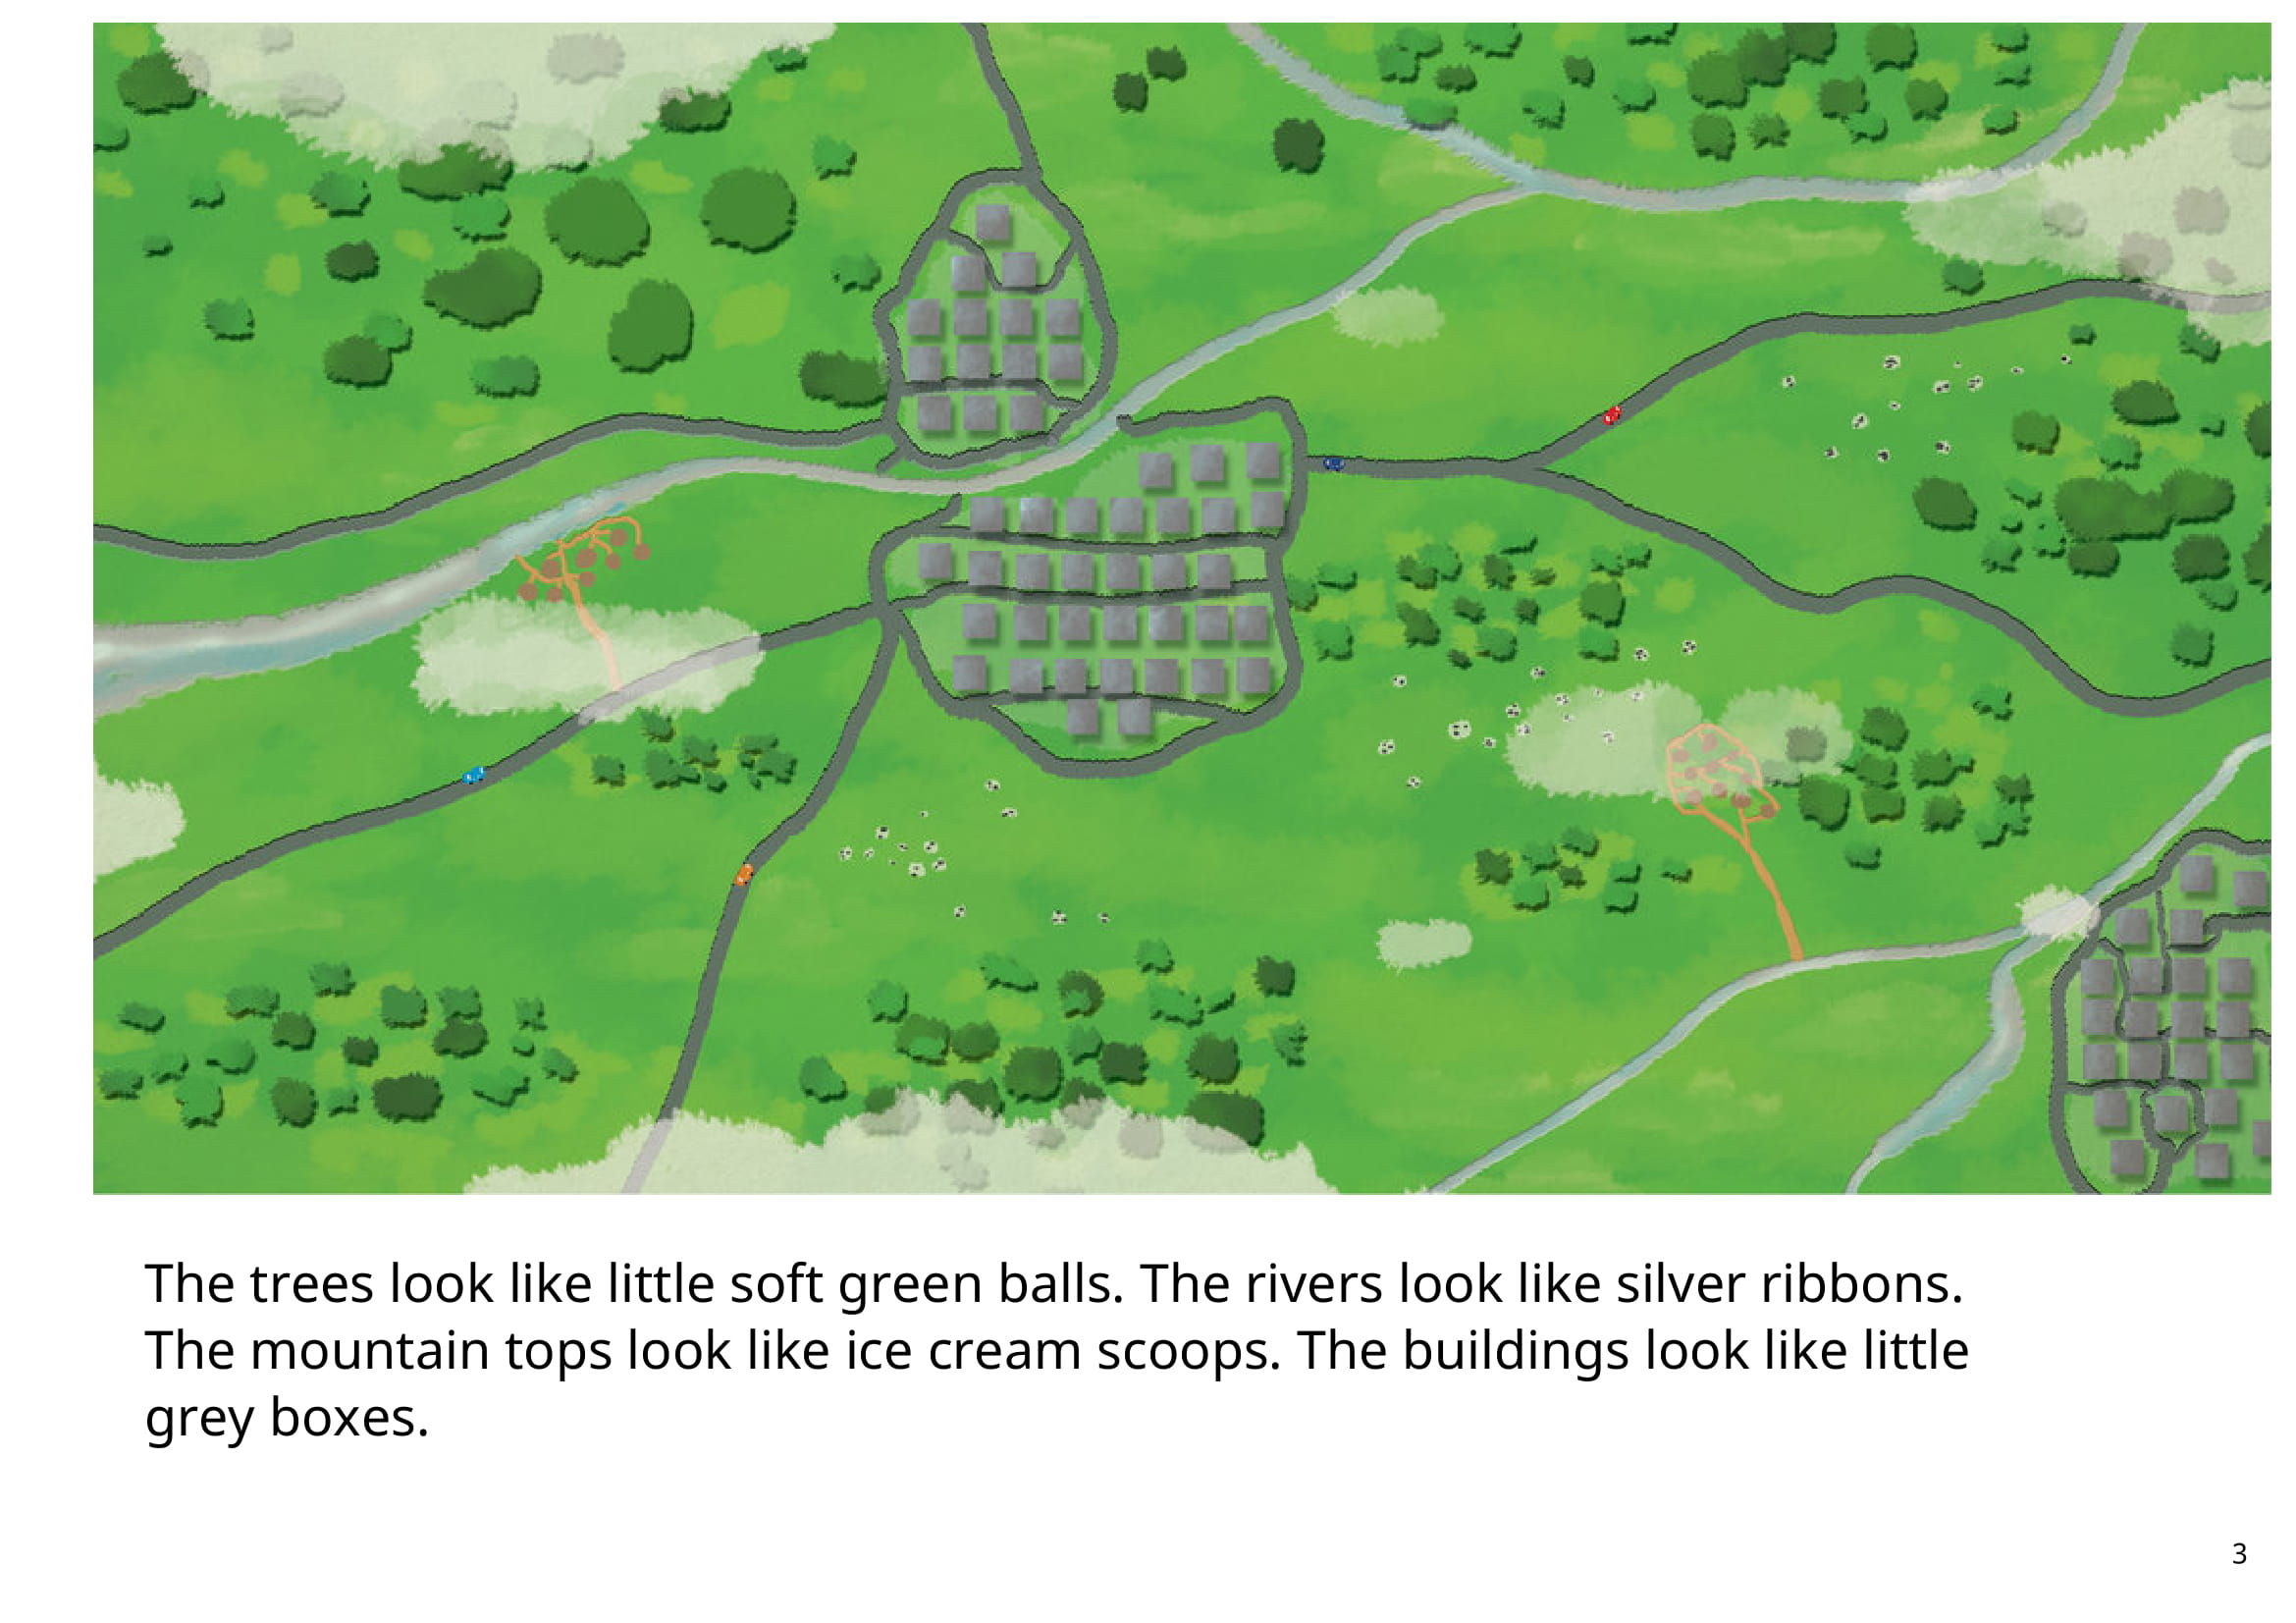 The trees look like little soft green balls. The rivers look like silver ribbons.
The mountain tops look like ice cream scoops. The buildings look like little
grey boxes.
3